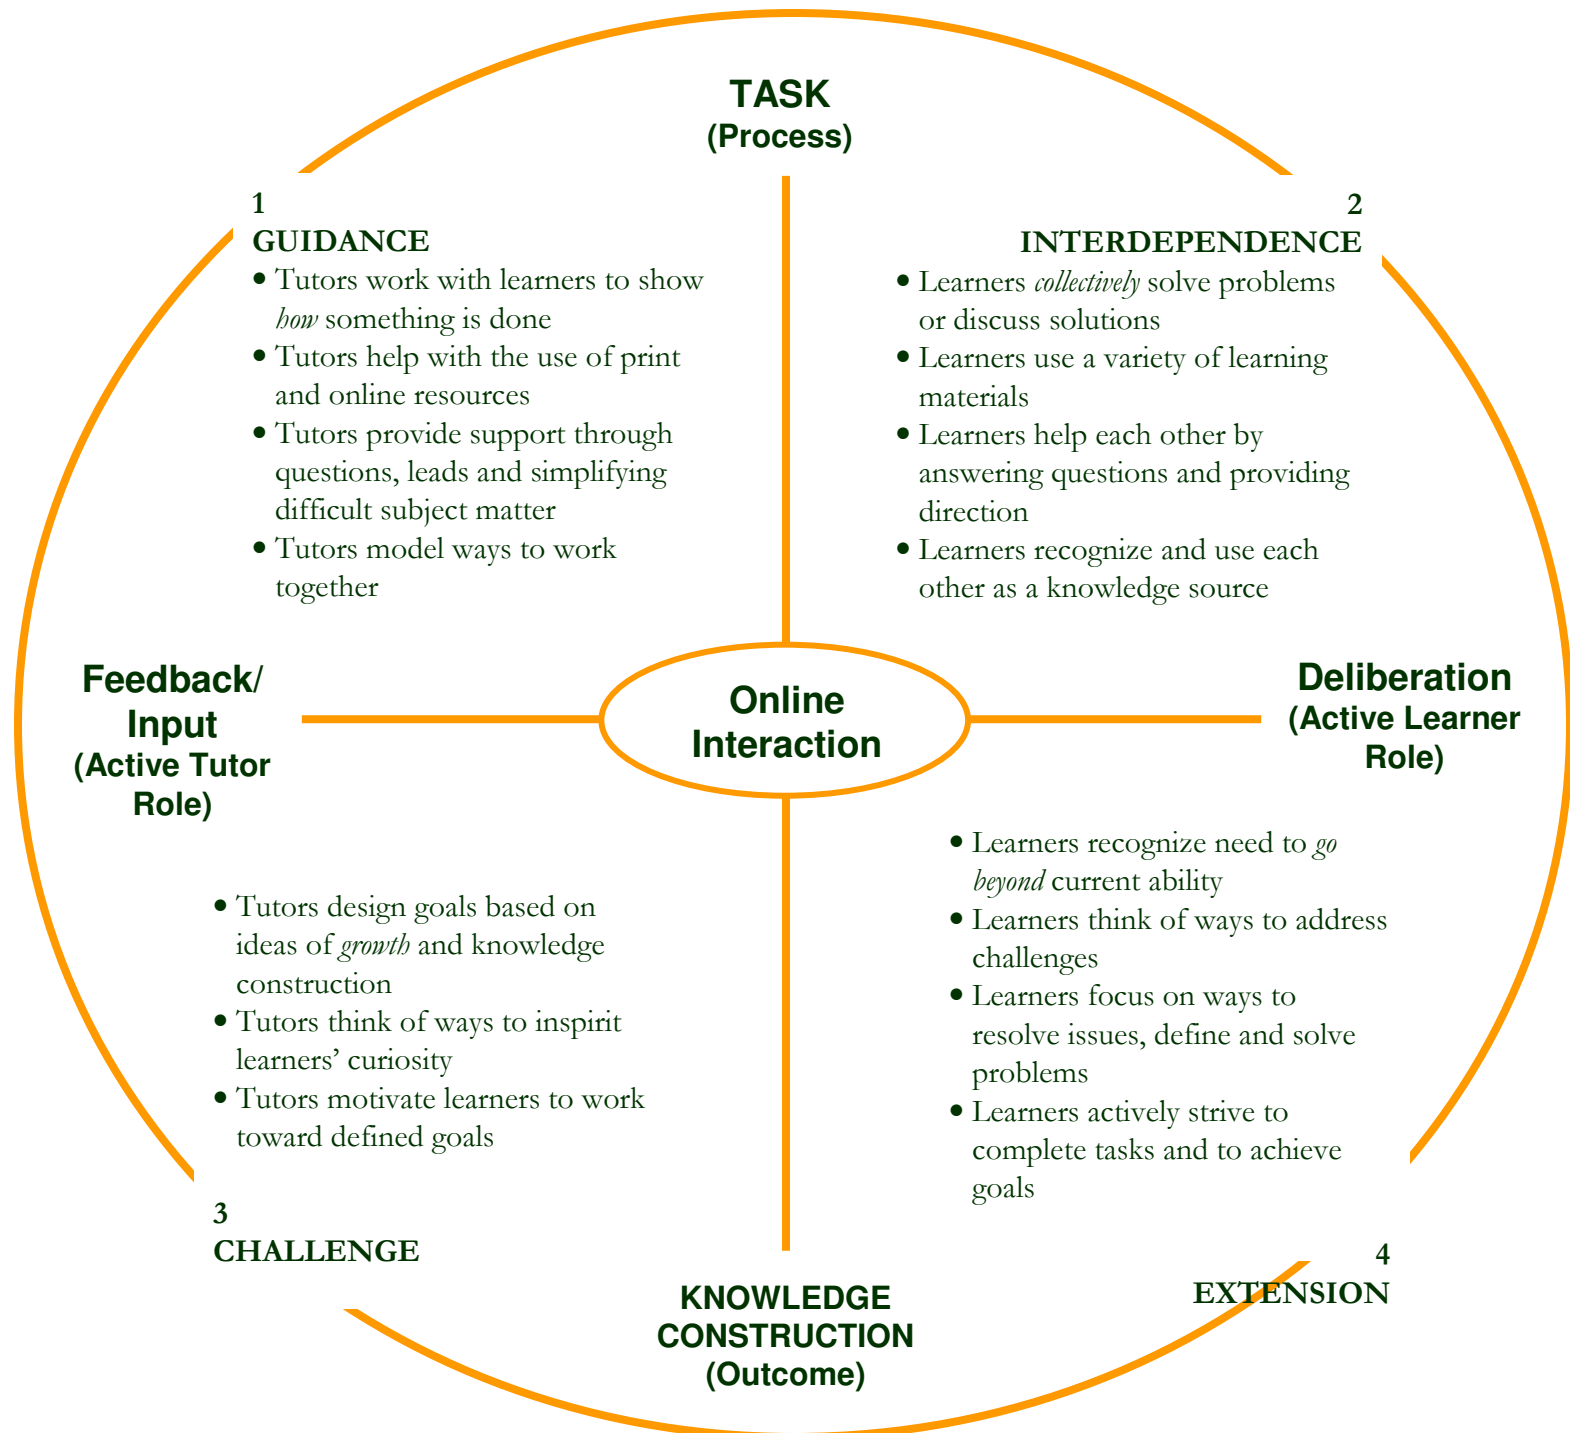 TASK
(Process)
1
GUIDANCE
• Tutors work with learners to show
how something is done
• Tutors help with the use of print
and online resources
• Tutors provide support through
questions, leads and simplifying
difficult subject matter
• Tutors model ways to work
together
2
INTERDEPENDENCE
• Learners collectively solve problems
or discuss solutions
• Learners use a variety of learning
materials
• Learners help each other by
answering questions and providing
direction
• Learners recognize and use each
other as a knowledge source
Feedback/
Input
(Active Tutor
Role)
Online
Interaction
Deliberation
(Active Learner
Role)
• Tutors design goals based on
ideas of growth and knowledge
construction
• Tutors think of ways to inspirit
learners’ curiosity
• Tutors motivate learners to work
toward defined goals
3
CHALLENGE
• Learners recognize need to go
beyond current ability
• Learners think of ways to address
challenges
• Learners focus on ways to
resolve issues, define and solve
problems
• Learners actively strive to
complete tasks and to achieve
goals
4
EXTENSION
KNOWLEDGE
CONSTRUCTION
(Outcome)